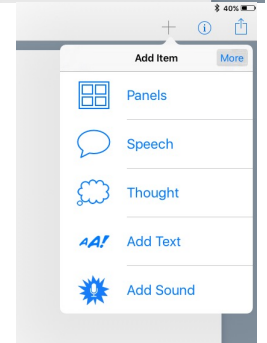 40%
Add Item More
Panels
Speech
Thought
AA! Add Text
Add Sound